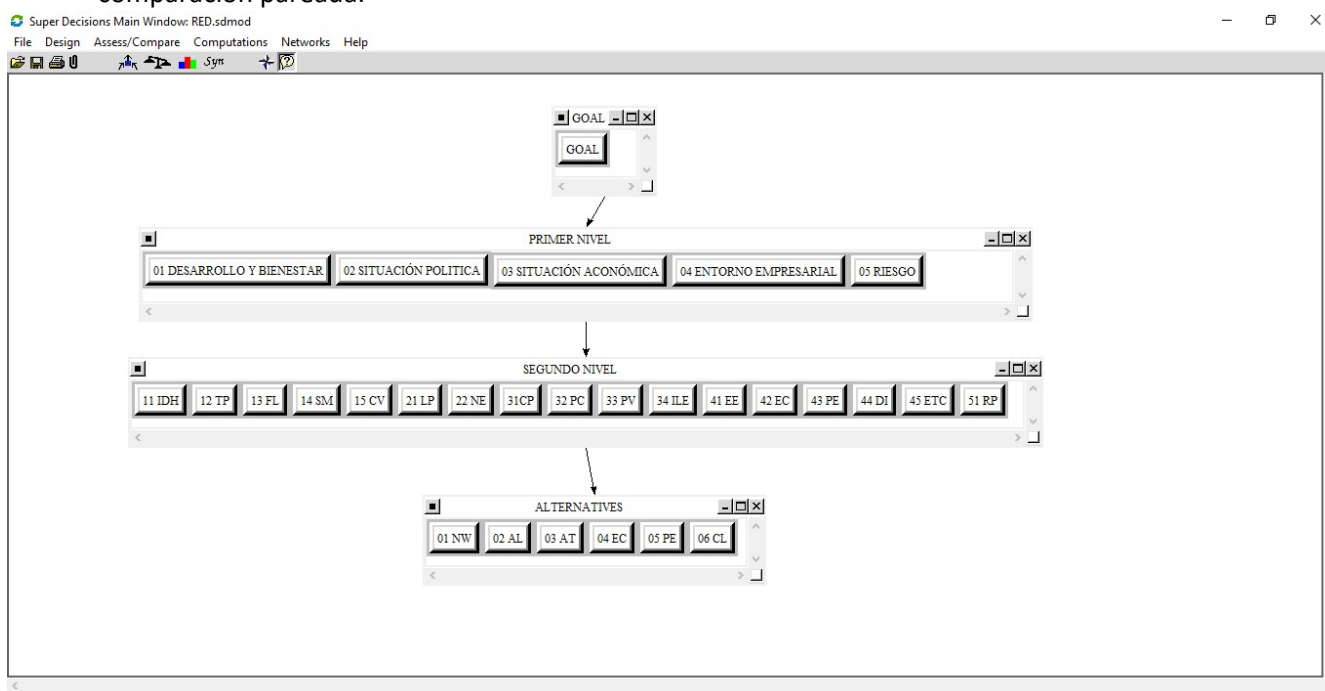 comparación pareada.
Super Decisions Main Window: RED.sdmod
File Design Assess/Compare Computations Networks Help
Syn
GOAL
GOAL
PRIMER NIVEL
01 DESARROLLO Y BIENESTAR 02 SITUACIÓN POLITICA 03 SITUACIÓN ACONÓMICA 04 ENTORNO EMPRESARIAL 05 RIESGO
SEGUNDO NIVEL
11 IDH 12 TP 13 FL 14 SM 15 CV 21 LP 22 NE 31CP 32 PC 33 PV 34 ILE 41 EE 42 EC 43 PE 44 DI 45 ETC 51 RP
ALTERNATIVES
01 NW 02 AL 03 AT 04 EC 05 PE 06 CL